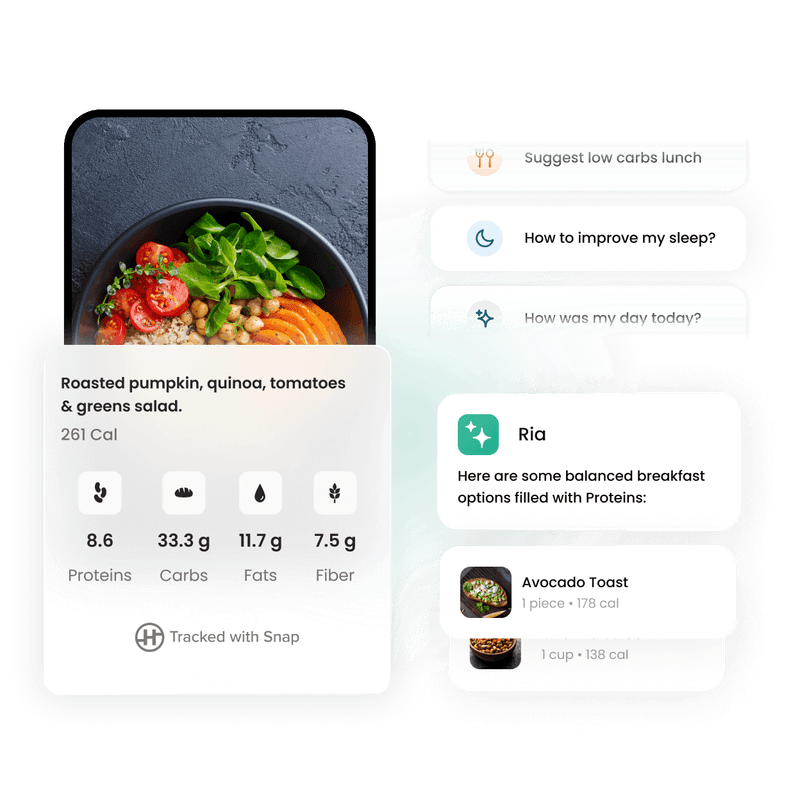 Suggest low carbs lunch
How to improve my sleep?
How was my day today?
Roasted pumpkin, quinoa, tomatoes
& greens salad.
261 Cal
8.6 33.3 g 11.7 g 7.5 g
Proteins Carbs Fats Fiber
Tracked with Snap
Ria
Here are some balanced breakfast
options filled with Proteins:
Avocado Toast
1 piece • 178 cal
1 cup • 138 cal